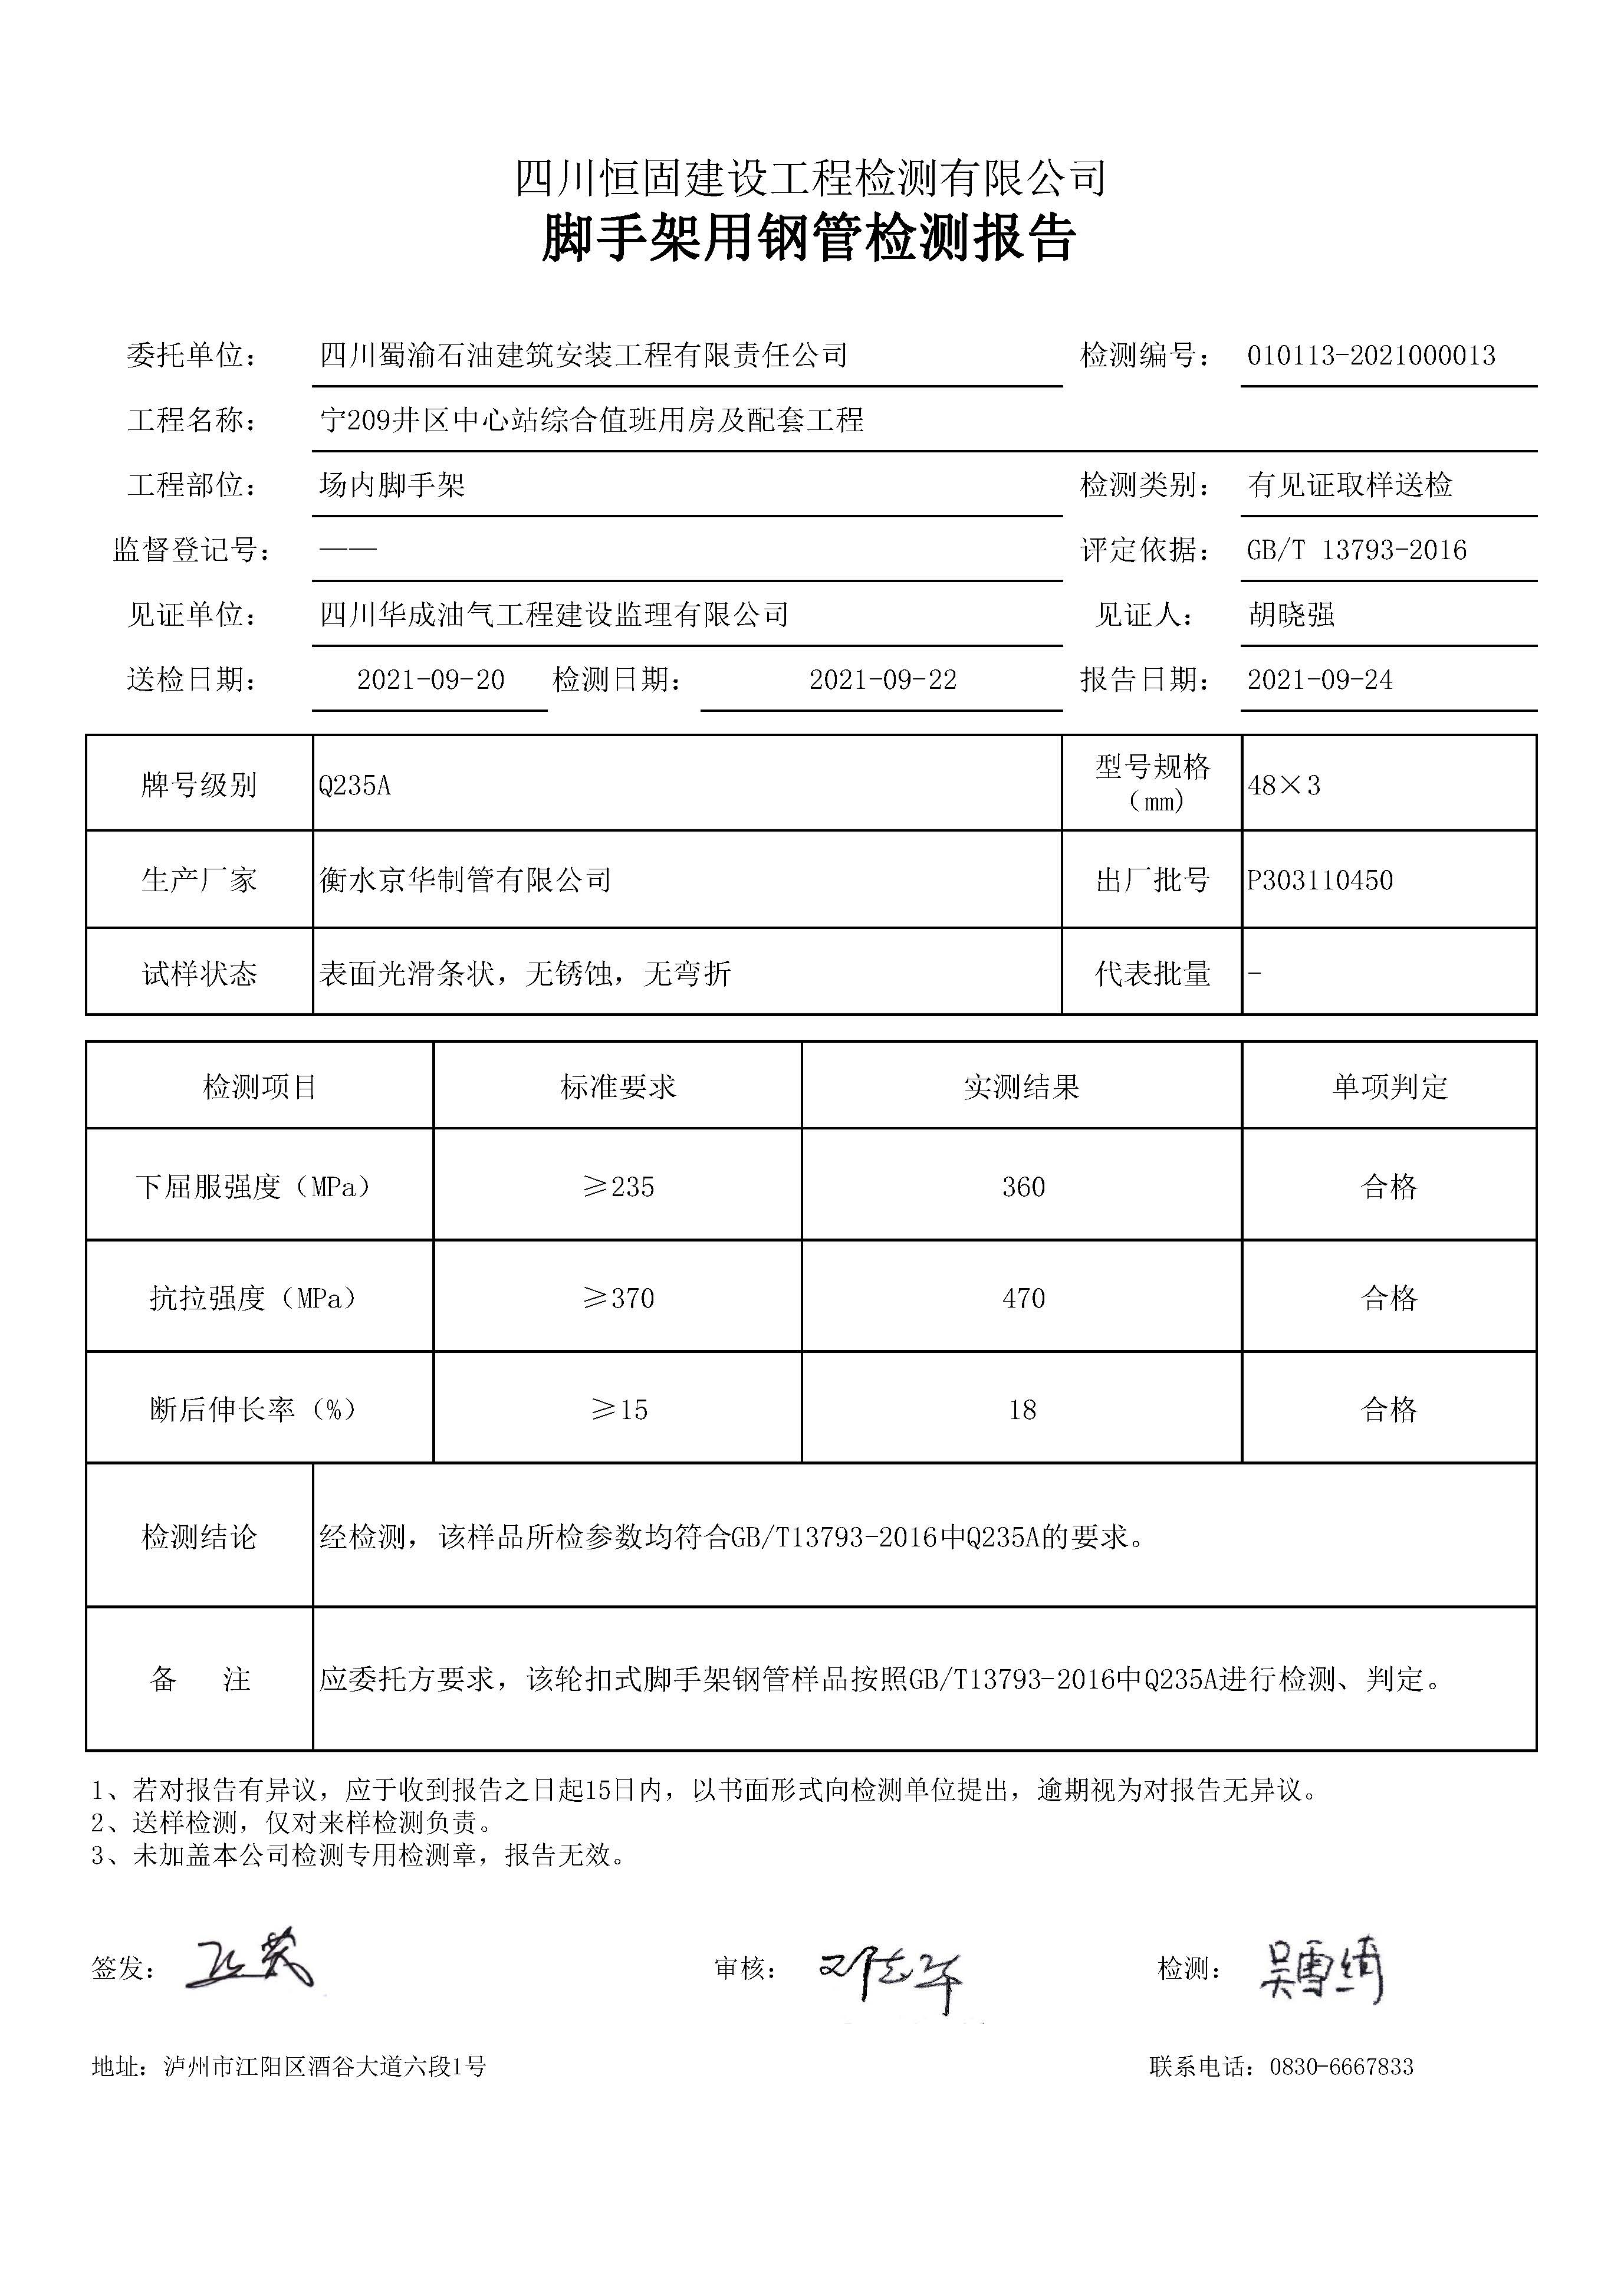 四川恒固建设工程检测有限公司
脚手架用钢管检测报告
委托单位： 四川蜀渝石油建筑安装工程有限责任公司 检测编号： 010113-2021000013
工程名称： 宁209井区中心站综合值班用房及配套工程
工程部位： 场内脚手架 检测类别： 有见证取样送检
监督登记号： —— 评定依据： GB/T 13793-2016
见证单位： 四川华成油气工程建设监理有限公司 见证人： 胡晓强
送检日期： 2021-09-20 检测日期： 2021-09-22 报告日期： 2021-09-24
牌号级别 Q235A 型号规格（mm） 48×3
生产厂家 衡水京华制管有限公司 出厂批号 P303110450
试样状态 表面光滑条状，无锈蚀，无弯折 代表批量 -
检测项目 标准要求 实测结果 单项判定
下屈服强度（MPa） ≥235 360 合格
抗拉强度（MPa） ≥370 470 合格
断后伸长率（%） ≥15 18 合格
检测结论 经检测，该样品所检参数均符合GB/T13793-2016中Q235A的要求。
备 注 应委托方要求，该轮扣式脚手架钢管样品按照GB/T13793-2016中Q235A进行检测、判定。
1、若对报告有异议，应于收到报告之日起15日内，以书面形式向检测单位提出，逾期视为对报告无异议。
2、送样检测，仅对来样检测负责。
3、未加盖本公司检测专用检测章，报告无效。
签发： 审核： 检测： 吴雪绮
地址：泸州市江阳区酒谷大道六段1号 联系电话：0830-6667833